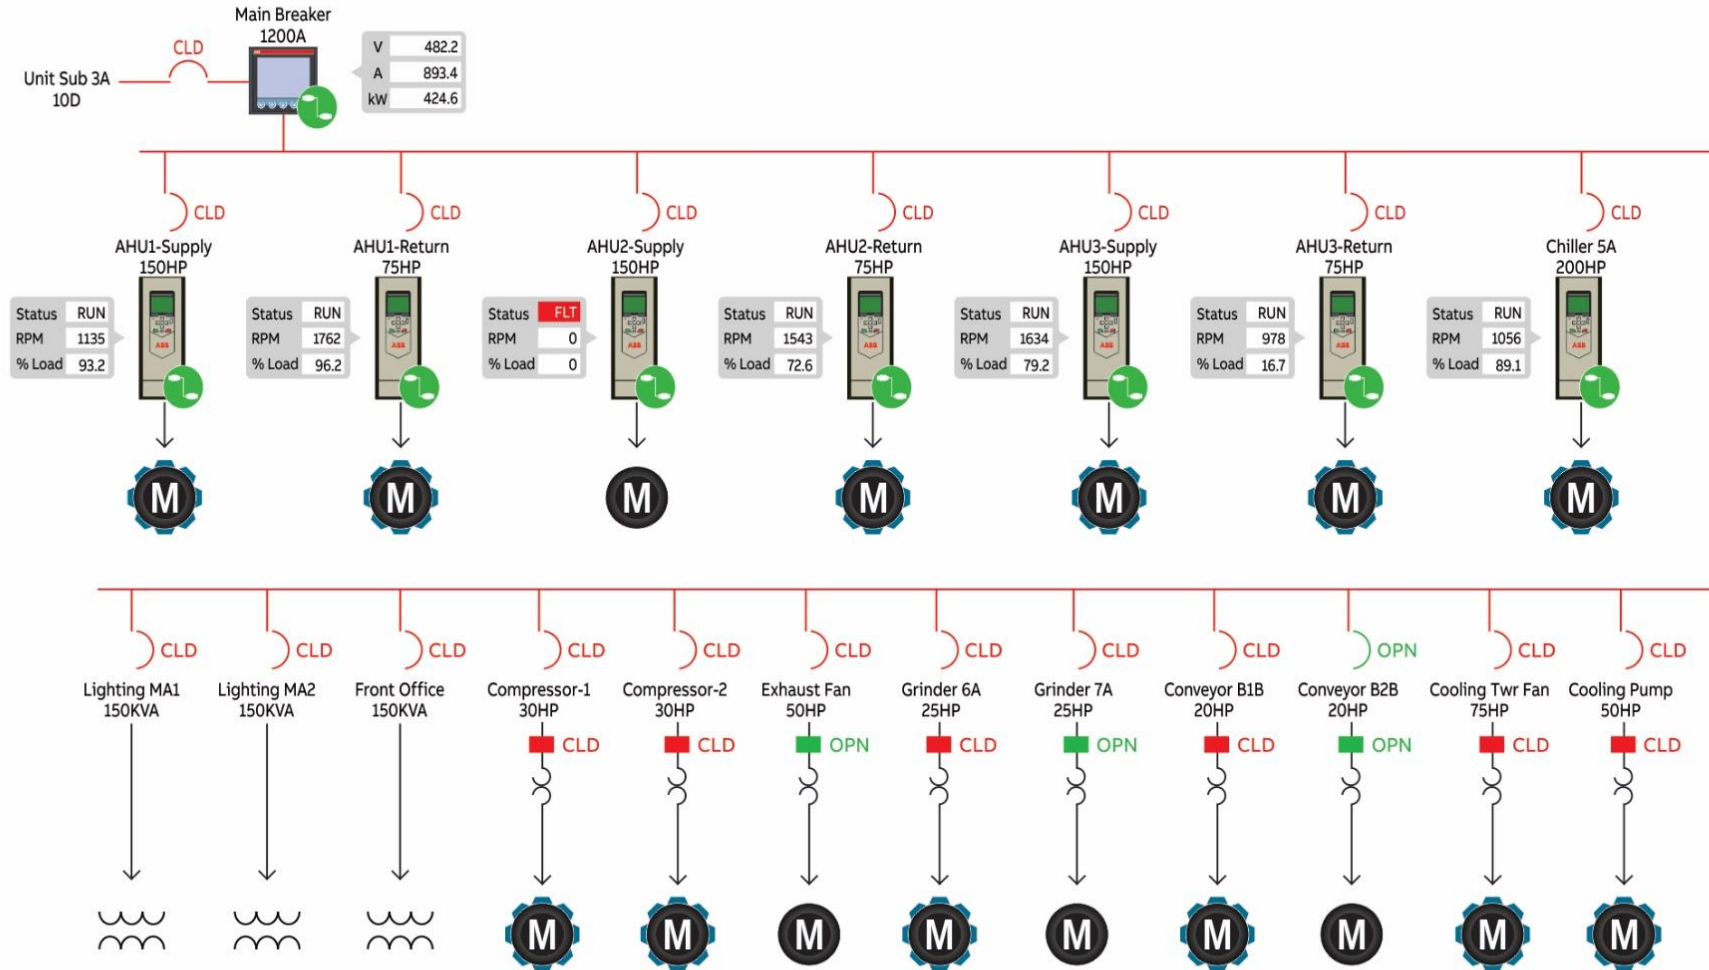 Main Breaker
1200A
CLD
Unit Sub 3A
10D
V 482.2
A 893.4
kW 424.6
CLD
CLD
CLD
CLD
CLD
CLD
CLD
AHU1-Supply
150HP
AHU1-Return
75HP
AHU2-Supply
150HP
AHU2-Return
75HP
AHU3-Supply
150HP
AHU3-Return
75HP
Chiller 5A
200HP
Status RUN
RPM 1135
% Load 93.2
ABB
Status RUN
RPM 1762
% Load 96.2
ABB
Status FLT
RPM 0
% Load 0
ABB
Status RUN
RPM 1543
% Load 72.6
ABB
Status RUN
RPM 1634
% Load 79.2
ABB
Status RUN
RPM 978
% Load 16.7
ABB
Status RUN
RPM 1056
% Load 89.1
ABB
M
M
M
M
M
M
M
CLD
CLD
CLD
CLD
CLD
CLD
CLD
CLD
CLD
OPN
CLD
CLD
Lighting MA1
150KVA
Lighting MA2
150KVA
Front Office
150KVA
Compressor-1
30HP
Compressor-2
30HP
Exhaust Fan
50HP
Grinder 6A
25HP
Grinder 7A
25HP
Conveyor B1B
20HP
Conveyor B2B
20HP
Cooling Twr Fan
75HP
Cooling Pump
50HP
CLD
CLD
OPN
CLD
OPN
CLD
OPN
CLD
CLD
M
M
M
M
M
M
M
M
M